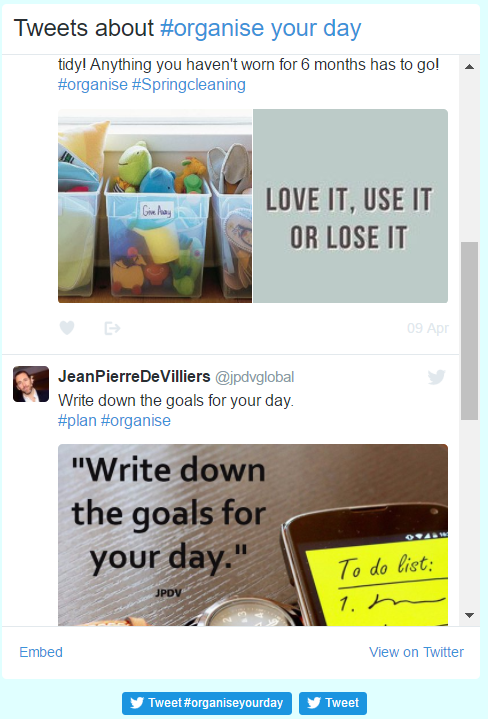 Tweets about #organise your day
tidy! Anything you haven't worn for 6 months has to go!
#organise #Springcleaning
Give Away
LOVE IT, USE IT
OR LOSE IT
09 Apr
JeanPierreDeVilliers @jpdvglobal
Write down the goals for your day.
#plan #organise
"Write down
the goals for
your day."
JPDV
To do list:
1.
Embed
View on Twitter
Tweet #organiseyourday
Tweet